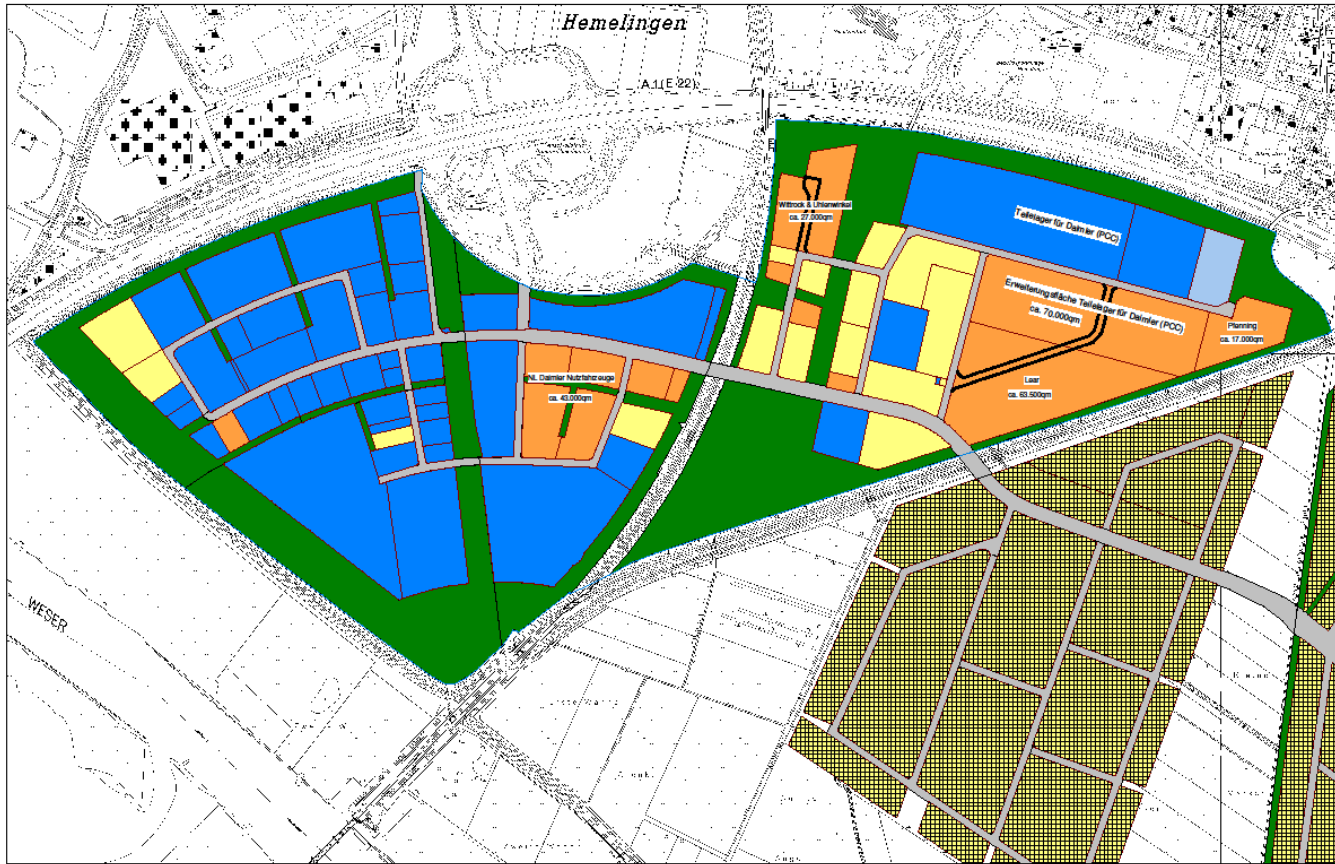 Hemelingen
A 1 (E 22)
Wittrock & Uhlenwinkel
ca. 27.000qm
Teilelager für Daimler (PCC)
Erweiterungsfläche Teilelager für Daimler (PCC)
ca. 70.000qm
Pfenning
ca. 17.000qm
NL Daimler Nutzfahrzeuge
ca. 43.000qm
Lear
ca. 63.500qm
WESER